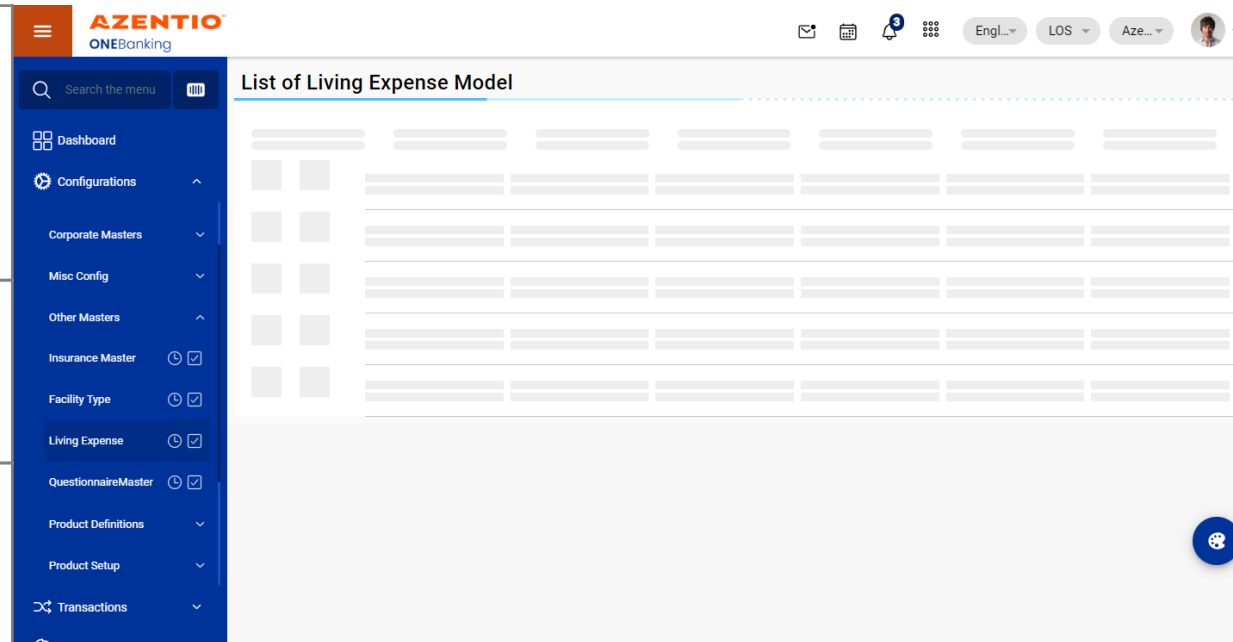 AZENTIO
ONEBanking
3
Engl...
LOS
Aze...
Search the menu
List of Living Expense Model
Dashboard
Configurations
Corporate Masters
Misc Config
Other Masters
Insurance Master
Facility Type
Living Expense
QuestionnaireMaster
Product Definitions
Product Setup
Transactions